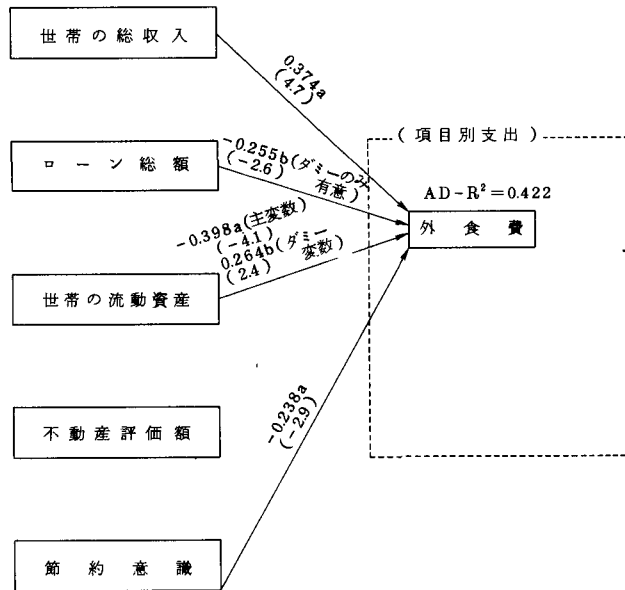 世帯の総収入
0.374a
(4.7)
(項目別支出)
ローン総額
-0.255b(ダミーのみ
(-2.6) 有意)
AD-R²=0.422
外食費
-0.398a(主変数)
(-4.1)
0.264b(ダミー
(2.4) 変数)
世帯の流動資産
不動産評価額
-0.238a
(-2.9)
節約意識